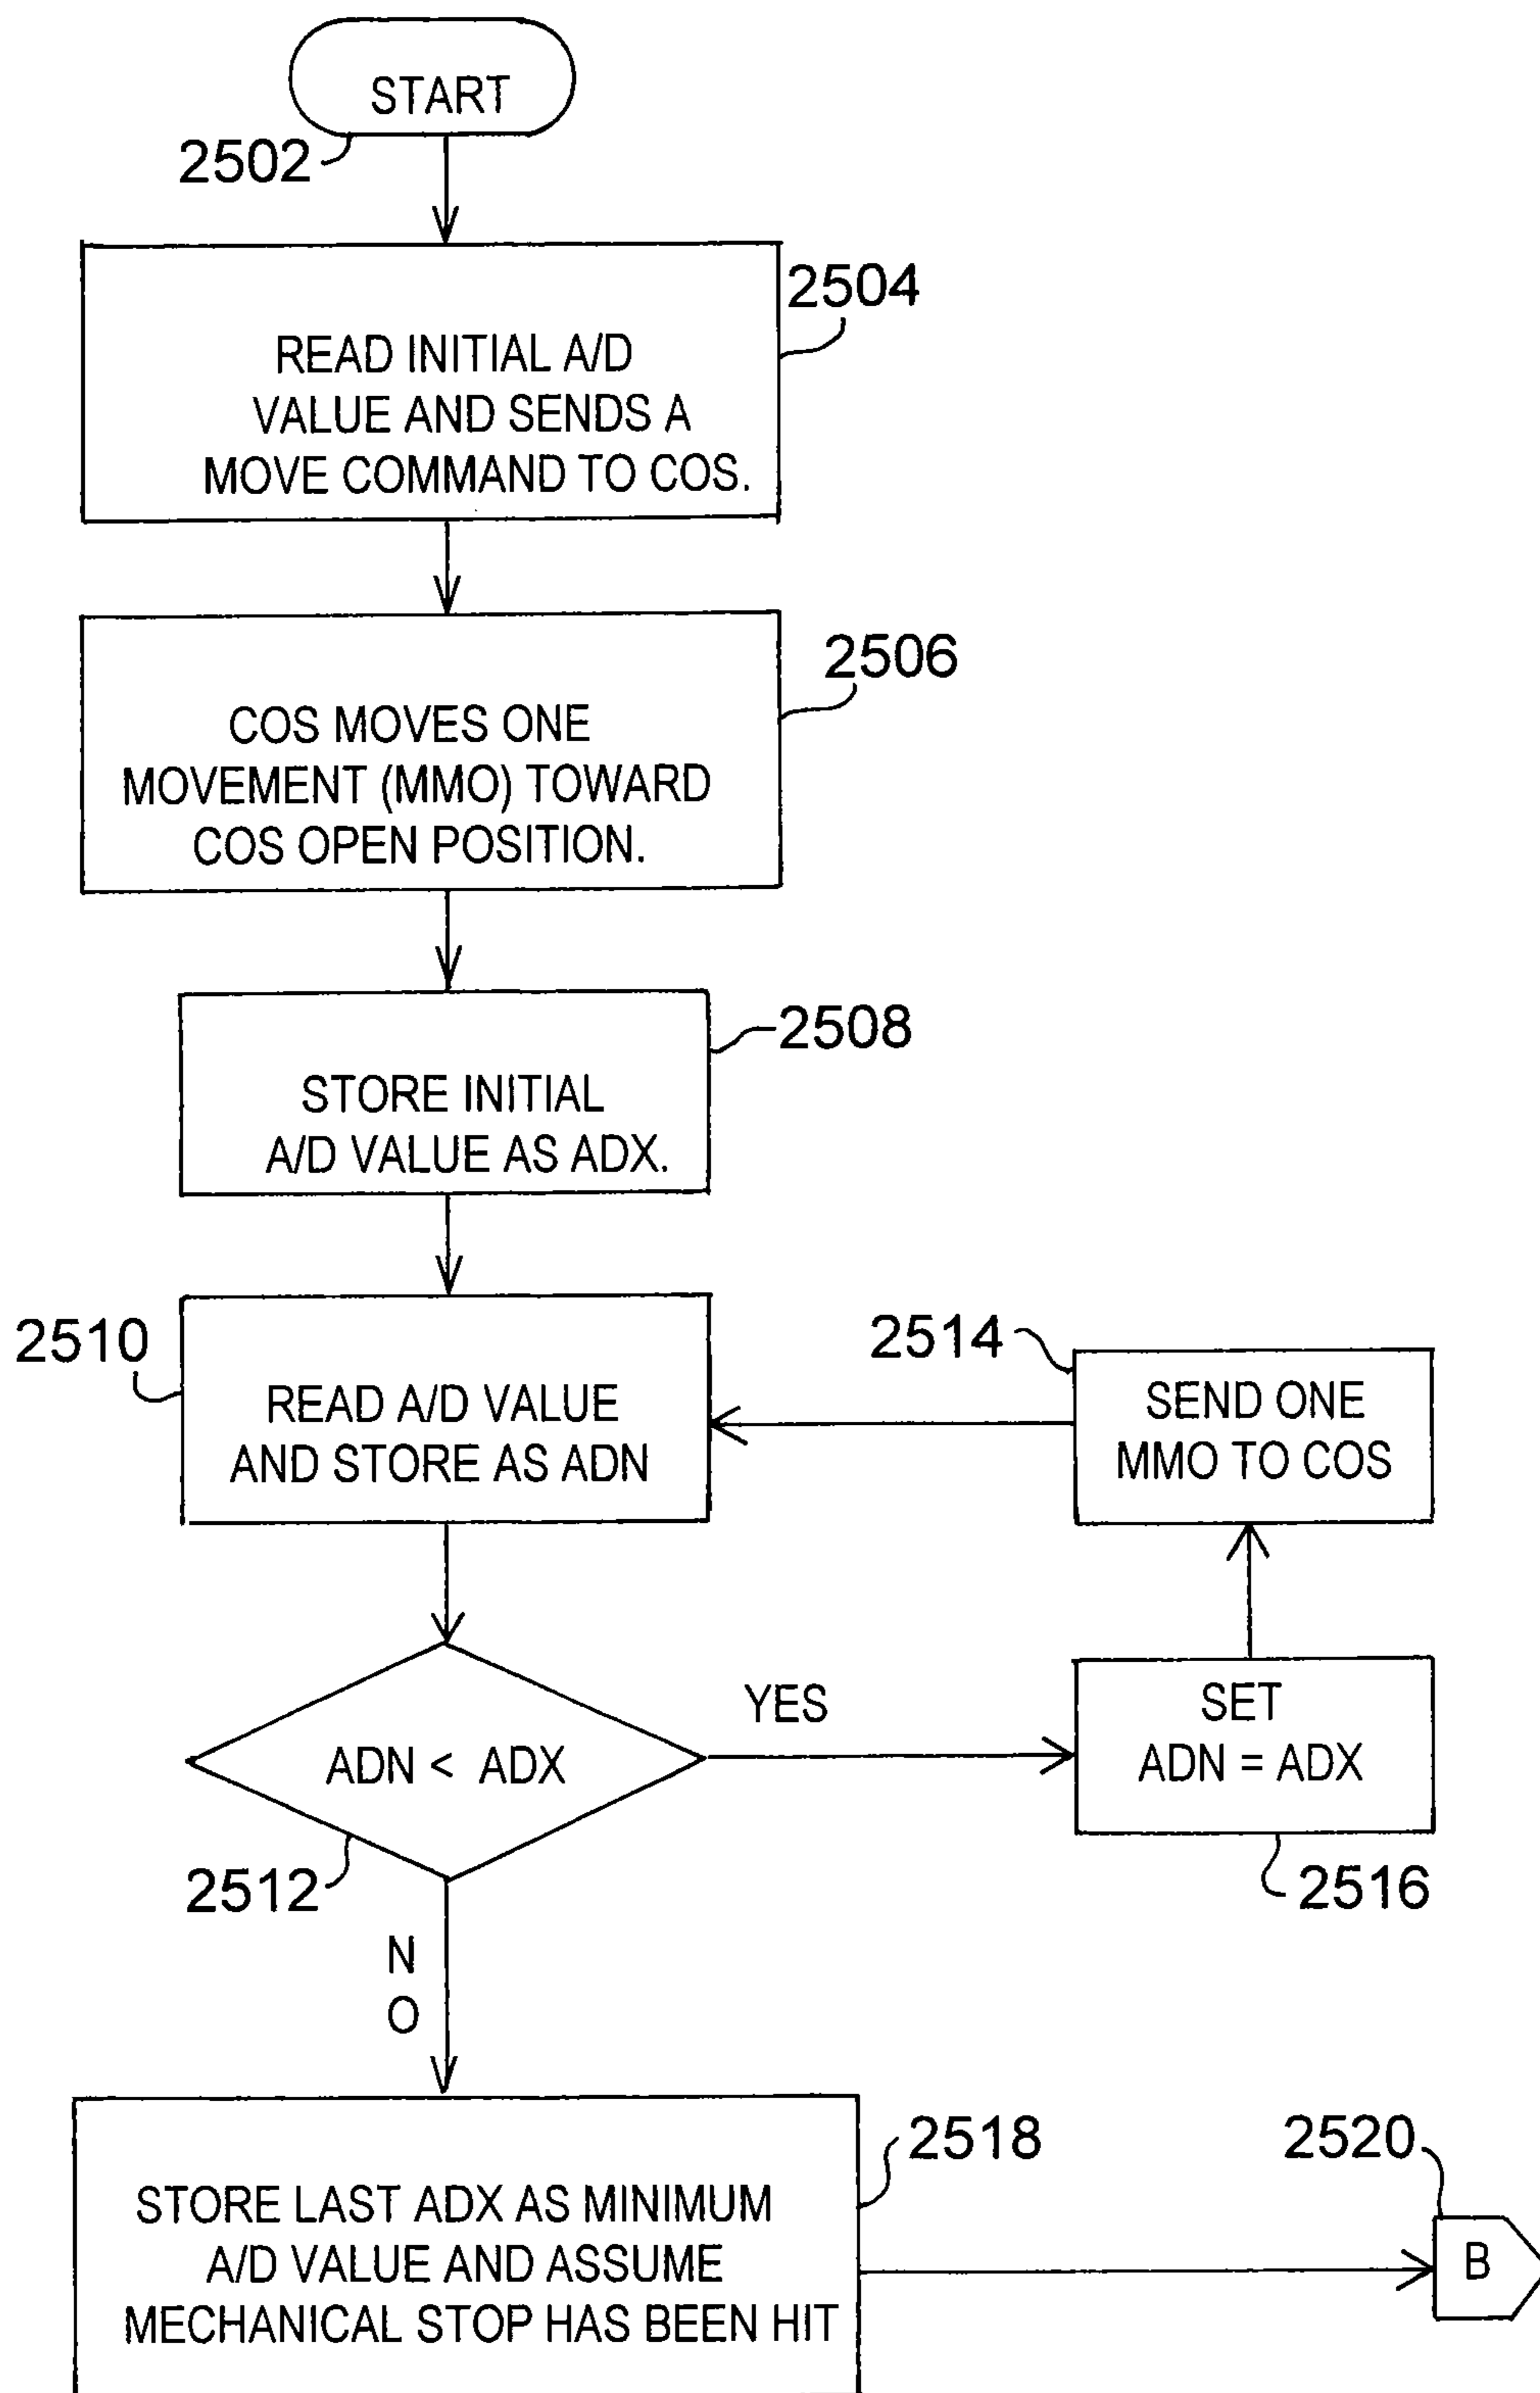 START
2502
2504
READ INITIAL A/D
VALUE AND SENDS A
MOVE COMMAND TO COS.
2506
COS MOVES ONE
MOVEMENT (MMO) TOWARD
COS OPEN POSITION.
2508
STORE INITIAL
A/D VALUE AS ADX.
2510
READ A/D VALUE
AND STORE AS ADN
2514
SEND ONE
MMO TO COS
ADN < ADX
2512
YES
SET
ADN = ADX
2516
N
O
2518
STORE LAST ADX AS MINIMUM
A/D VALUE AND ASSUME
MECHANICAL STOP HAS BEEN HIT
2520
B